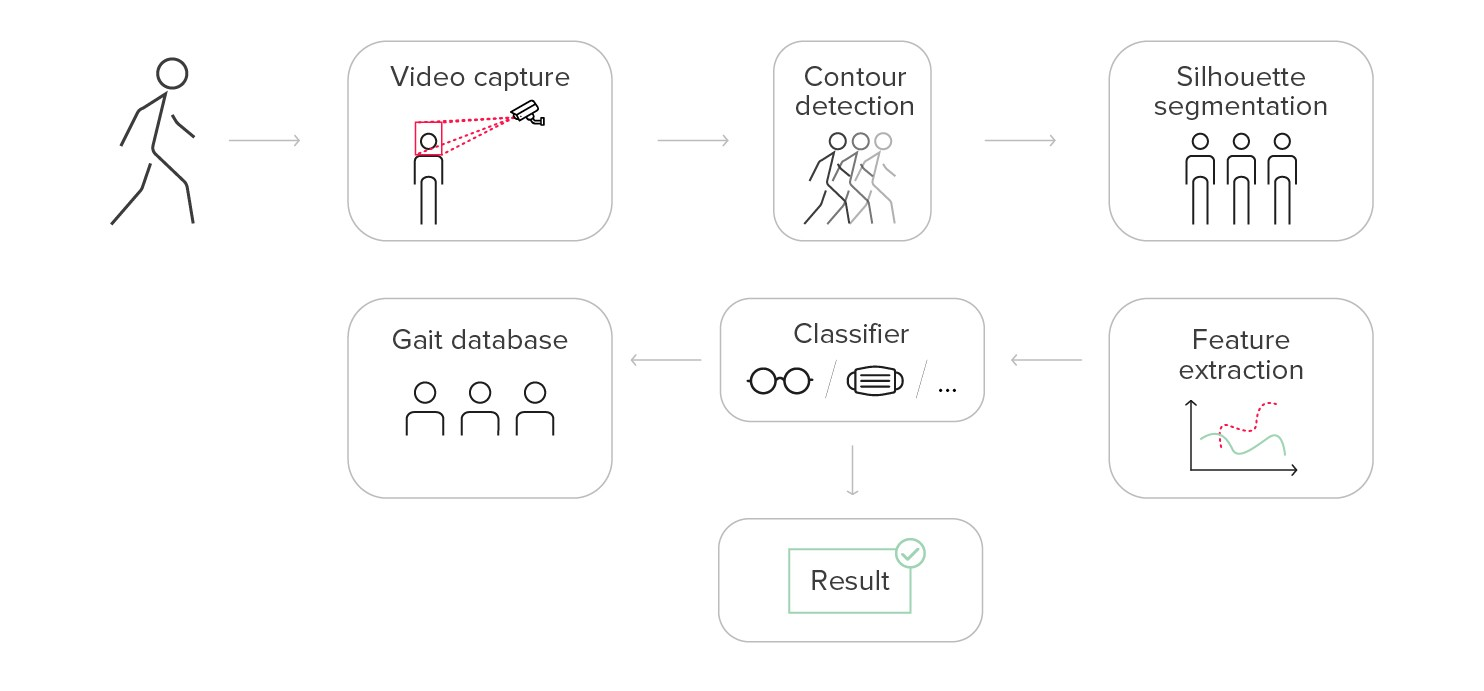 Video capture
Contour
detection
Silhouette
segmentation
Gait database
Classifier
...
Feature
extraction
Result